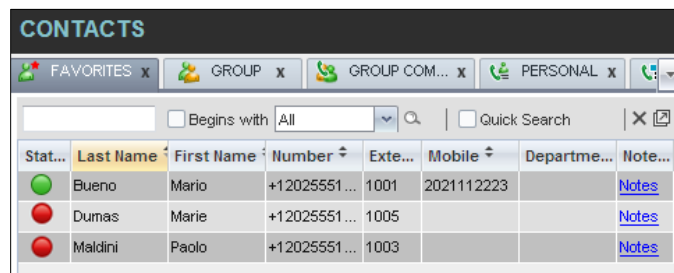 CONTACTS
FAVORITES x GROUP x GROUP COM... x PERSONAL x
Begins with All Quick Search
Stat... Last Name First Name Number Exte... Mobile Departme... Note...
Bueno Mario +12025551... 1001 2021112223 Notes
Dumas Marie +12025551... 1005 Notes
Maldini Paolo +12025551... 1003 Notes